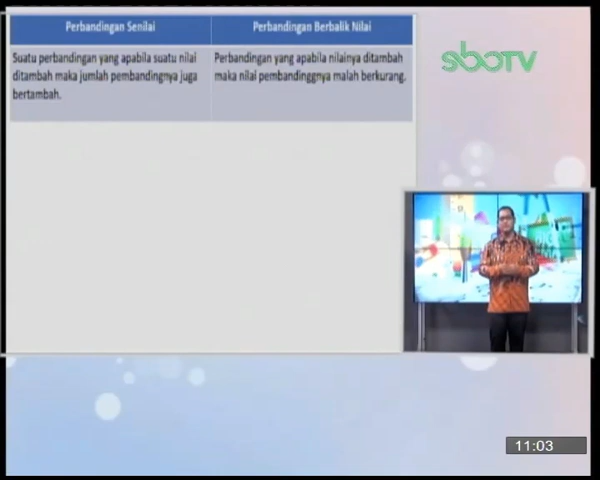 Perbandingan Senilai
Perbandingan Berbalik Nilai
Suatu perbandingan yang apabila suatu nilai
ditambah maka jumlah pembandingnya juga
bertambah.
Perbandingan yang apabila nilainya ditambah
maka nilai pembandinggnya malah berkurang.
sboTV
11:03